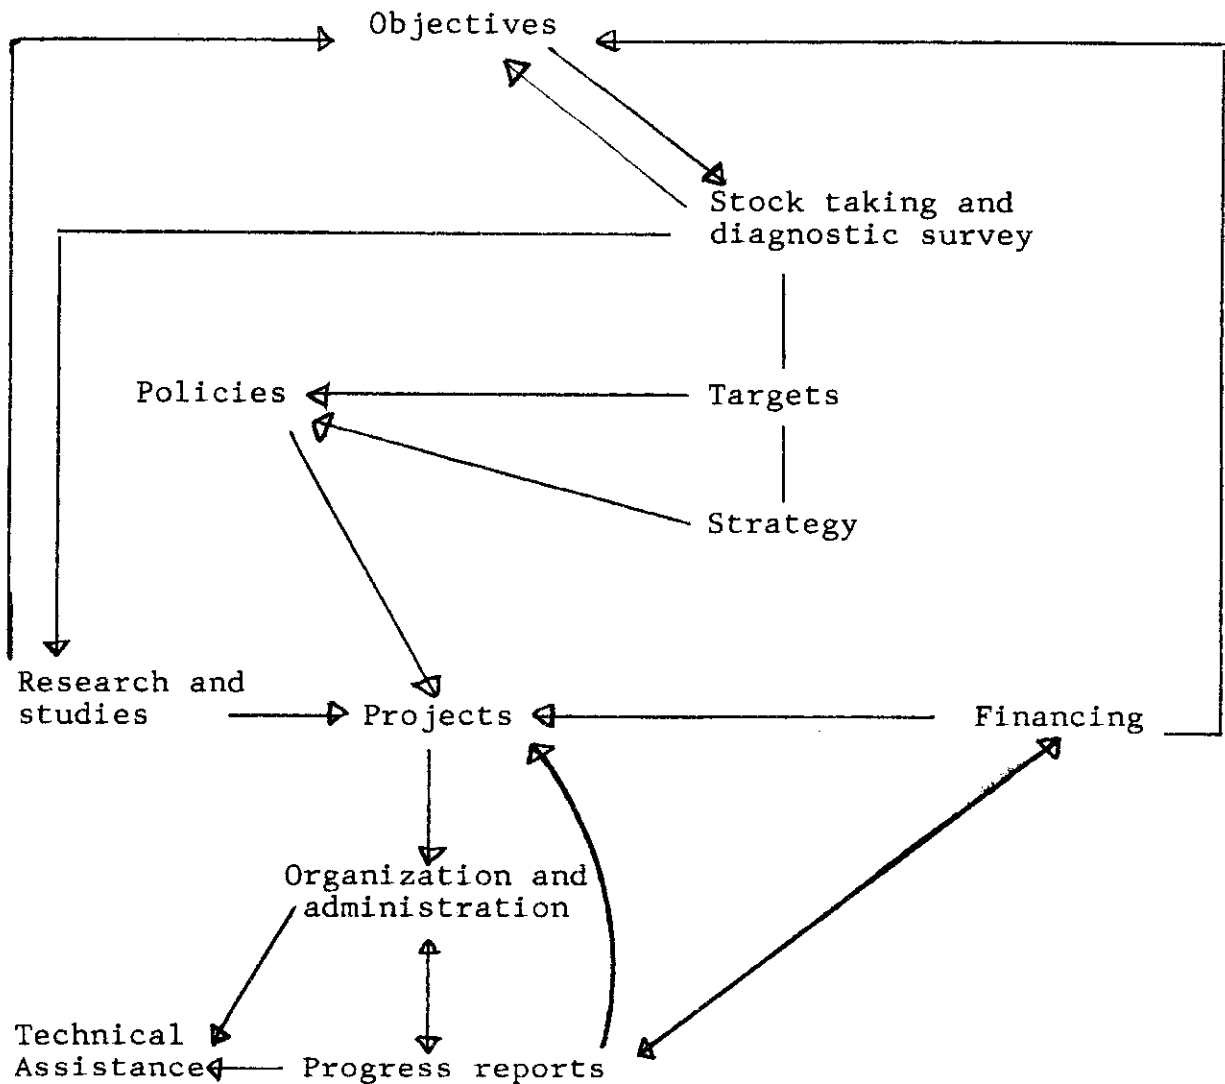 Objectives
Stock taking and
diagnostic survey
Policies
Targets
Strategy
Research and
studies
Projects
Financing
Organization and
administration
Technical
Assistance
Progress reports